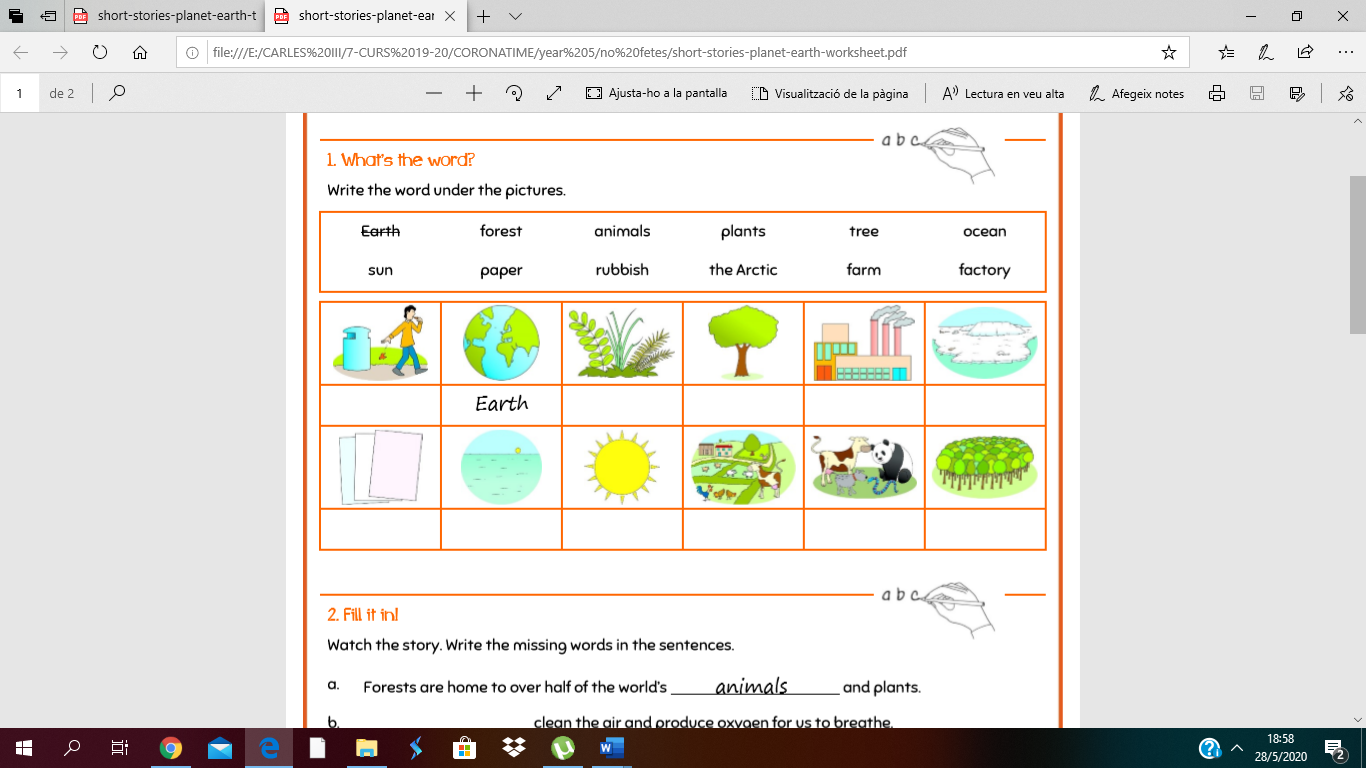 short-stories-planet-earth-t
short-stories-planet-ear
file:///E:/CARLES%20III/7-CURS%2019-20/CORONATIME/year%205/no%20fetes/short-stories-planet-earth-worksheet.pdf
1 de 2 Ajusta-ho a la pantalla Visualització de la pàgina Lectura en veu alta Afegeix notes
a b c
1. What's the word?
Write the word under the pictures.
Earth forest animals plants tree ocean
sun paper rubbish the Arctic farm factory
Earth
a b c
2. Fill it in!
Watch the story. Write the missing words in the sentences.
a. Forests are home to over half of the world's animals and plants.
b. clean the air and produce oxygen for us to breathe.
18:58
28/5/2020
2